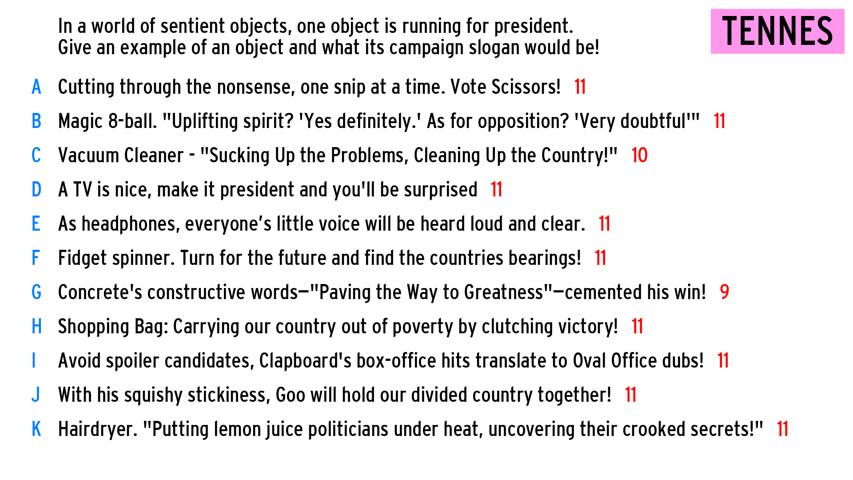 In a world of sentient objects, one object is running for president.
Give an example of an object and what its campaign slogan would be!
TENNES
A Cutting through the nonsense, one snip at a time. Vote Scissors! 11
B Magic 8-ball. "Uplifting spirit? 'Yes definitely.' As for opposition? 'Very doubtful'" 11
C Vacuum Cleaner - "Sucking Up the Problems, Cleaning Up the Country!" 10
D A TV is nice, make it president and you'll be surprised 11
E As headphones, everyone’s little voice will be heard loud and clear. 11
F Fidget spinner. Turn for the future and find the countries bearings! 11
G Concrete's constructive words—"Paving the Way to Greatness"—cemented his win! 9
H Shopping Bag: Carrying our country out of poverty by clutching victory! 11
I Avoid spoiler candidates, Clapboard's box-office hits translate to Oval Office dubs! 11
J With his squishy stickiness, Goo will hold our divided country together! 11
K Hairdryer. "Putting lemon juice politicians under heat, uncovering their crooked secrets!" 11